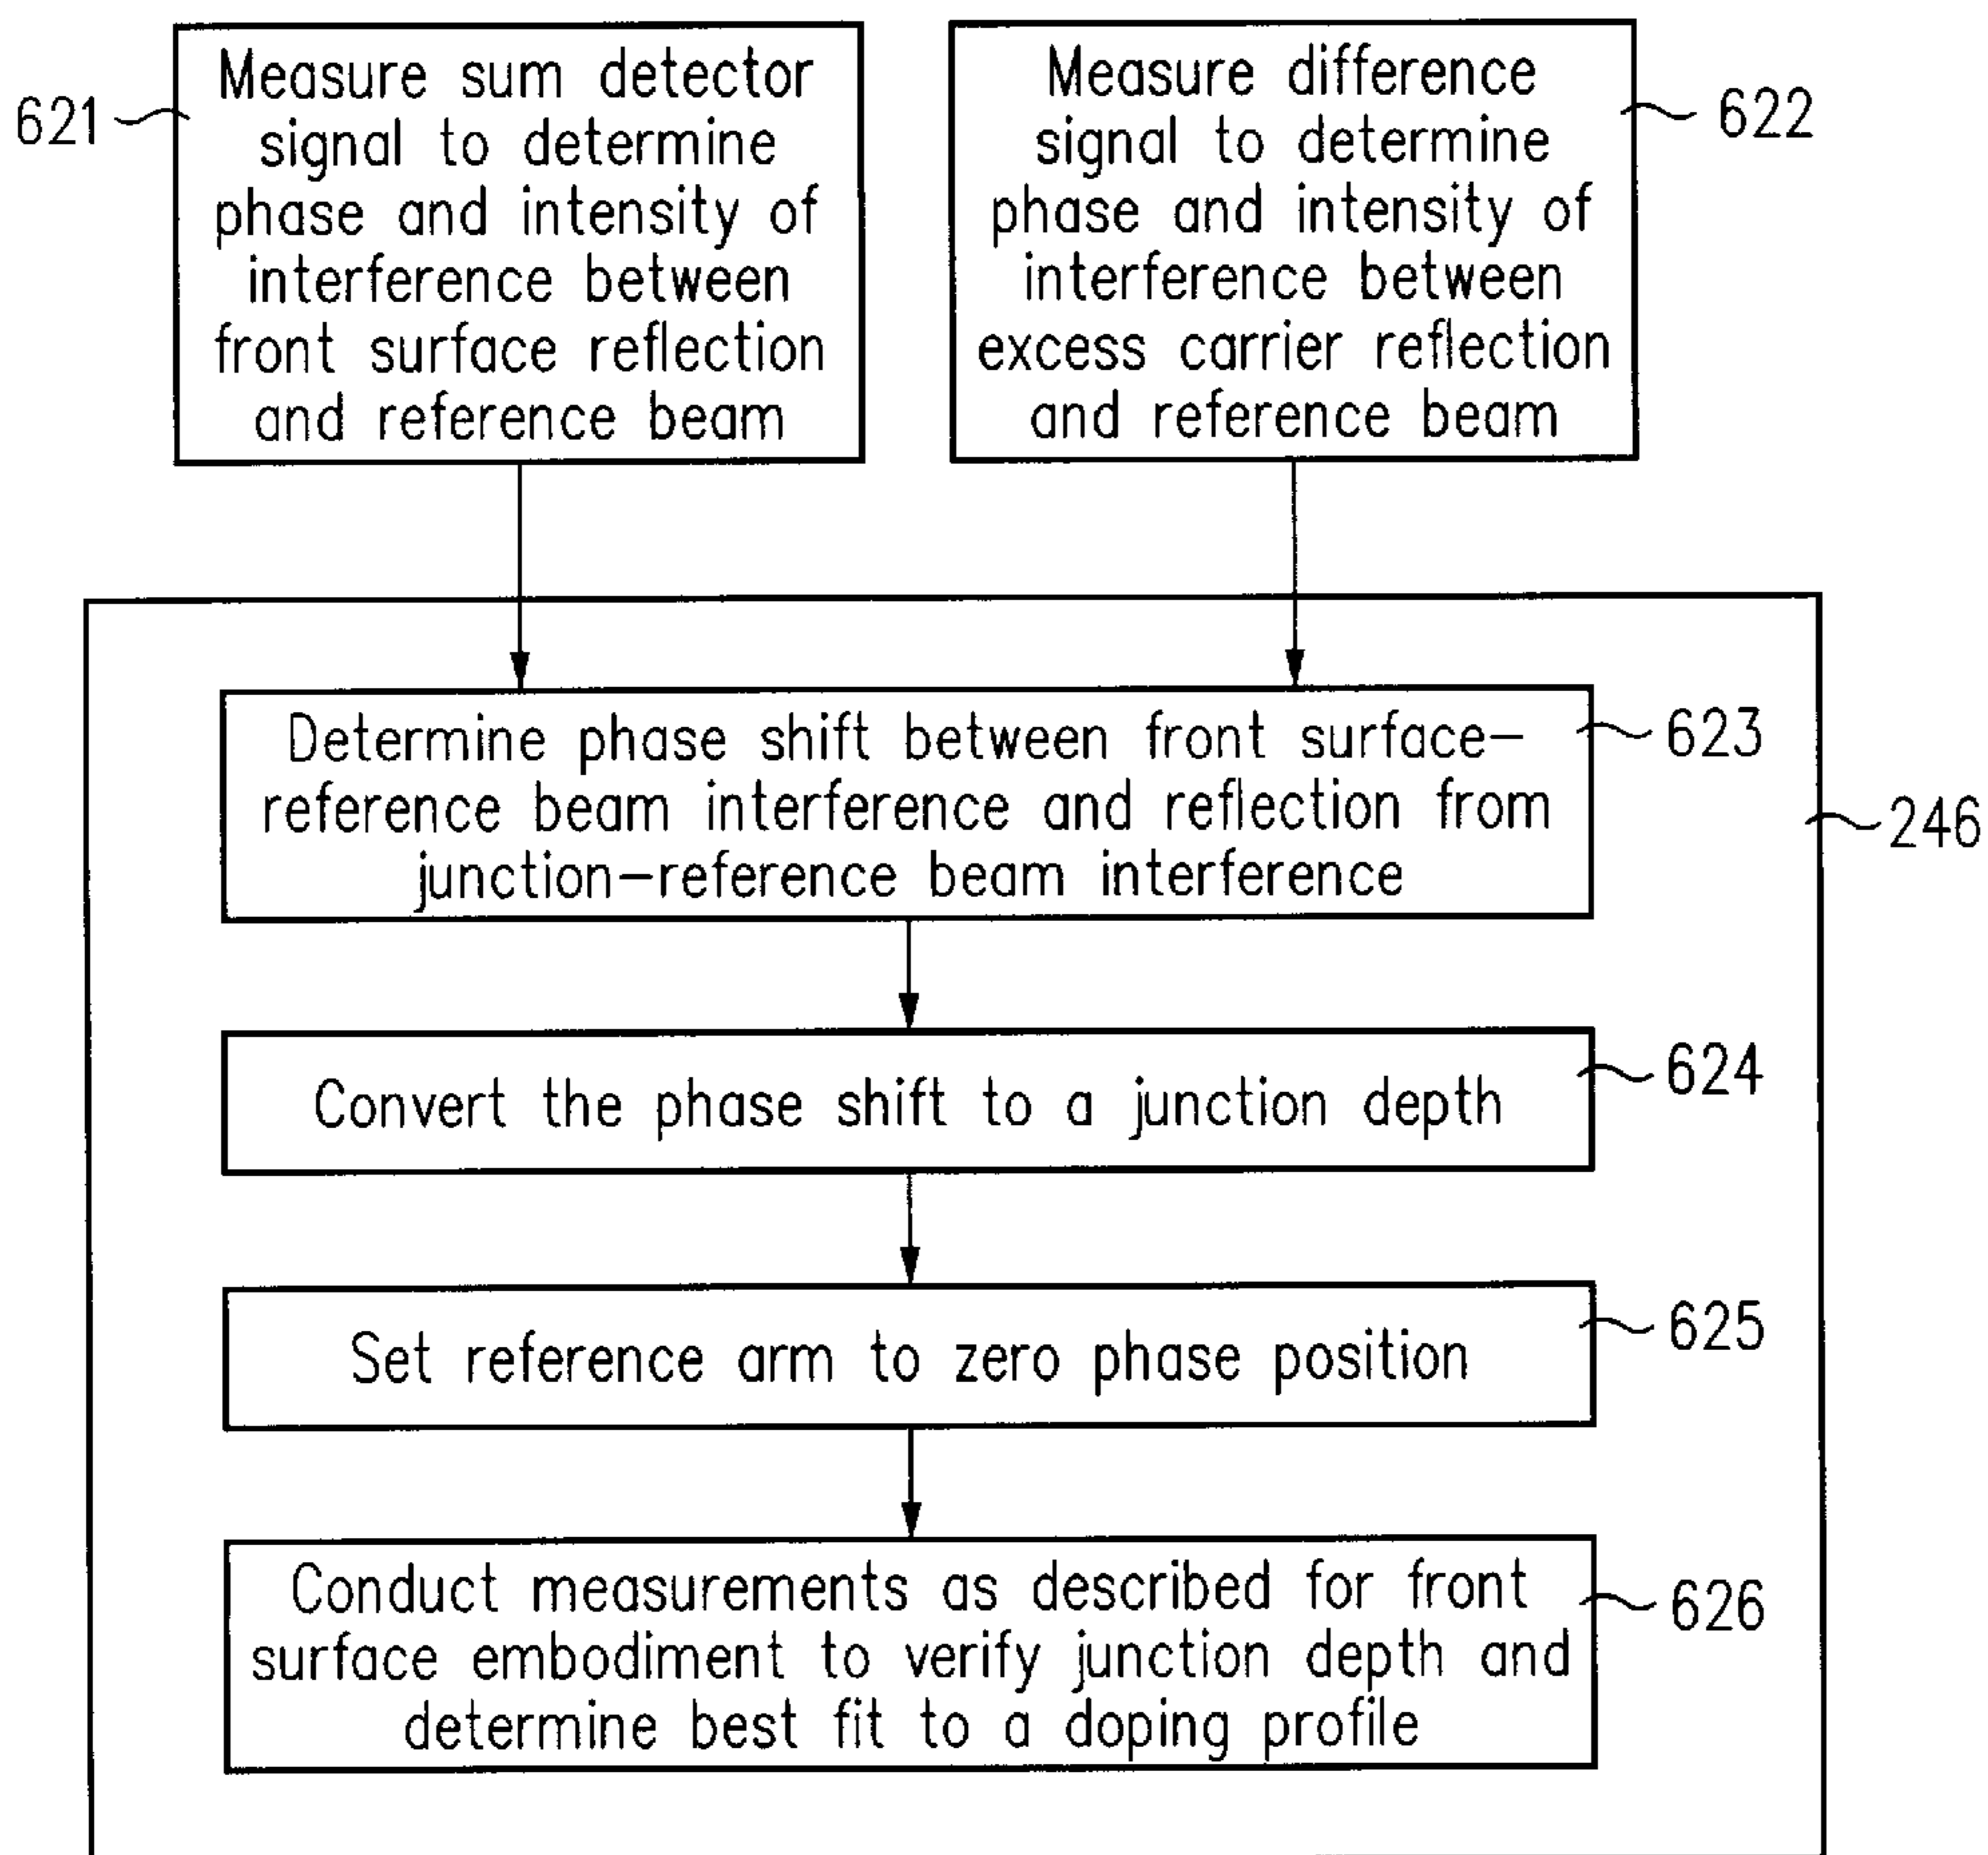 621
Measure sum detector
signal to determine
phase and intensity of
interference between
front surface reflection
and reference beam
Measure difference
signal to determine
phase and intensity of
interference between
excess carrier reflection
and reference beam
622
Determine phase shift between front surface–
reference beam interference and reflection from
junction–reference beam interference
623
246
Convert the phase shift to a junction depth
624
Set reference arm to zero phase position
625
Conduct measurements as described for front
surface embodiment to verify junction depth and
determine best fit to a doping profile
626